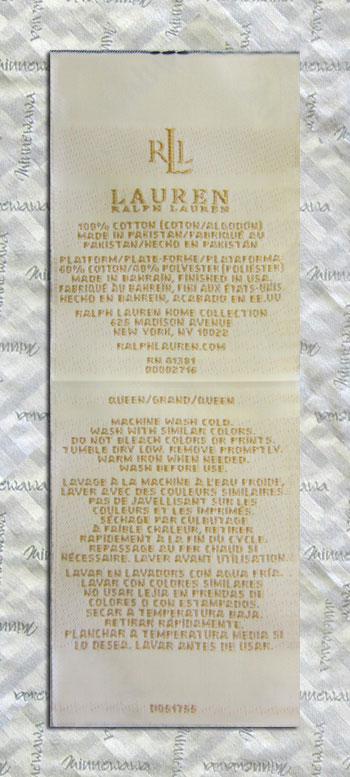 RLL
LAUREN
RALPH LAUREN
100% COTTON (COTON/ALGODÓN)
MADE IN PAKISTAN/FABRIQUÉ AU
PAKISTAN/HECHO EN PAKISTAN
PLATFORM/PLATE-FORME/PLATAFORMA:
60% COTTON/40% POLYESTER (POLIÉSTER)
MADE IN BAHRAIN, FINISHED IN USA.
FABRIQUÉ AU BAHREÏN, FINI AUX ÉTATS-UNIS.
HECHO EN BAHREIN, ACABADO EN EE.UU.
RALPH LAUREN HOME COLLECTION
625 MADISON AVENUE
NEW YORK, NY 10022
RALPHLAUREN.COM
RN 41381
00002716
QUEEN/GRAND/QUEEN
MACHINE WASH COLD.
WASH WITH SIMILAR COLORS.
DO NOT BLEACH COLORS OR PRINTS.
TUMBLE DRY LOW. REMOVE PROMPTLY.
WARM IRON WHEN NEEDED.
WASH BEFORE USE.
LAVAGE À LA MACHINE À L'EAU FROIDE,
LAVER AVEC DES COULEURS SIMILAIRES.
PAS DE JAVELLISANT SUR LES
COULEURS ET LES IMPRIMÉS.
SÉCHAGE PAR CULBUTAGE
À FAIBLE CHALEUR, RETIRER
RAPIDEMENT À LA FIN DU CYCLE.
REPASSAGE AU FER CHAUD SI
NÉCESSAIRE. LAVER AVANT UTILISATION.
LAVAR EN LAVADORA CON AGUA FRÍA.
LAVAR CON COLORES SIMILARES
NO USAR LEJÍA EN PRENDAS DE
COLORES O CON ESTAMPADOS.
SECAR A TEMPERATURA BAJA.
RETIRAR RÁPIDAMENTE.
PLANCHAR A TEMPERATURA MEDIA SI
LO DESEA. LAVAR ANTES DE USAR.
D051755
Minnewawa